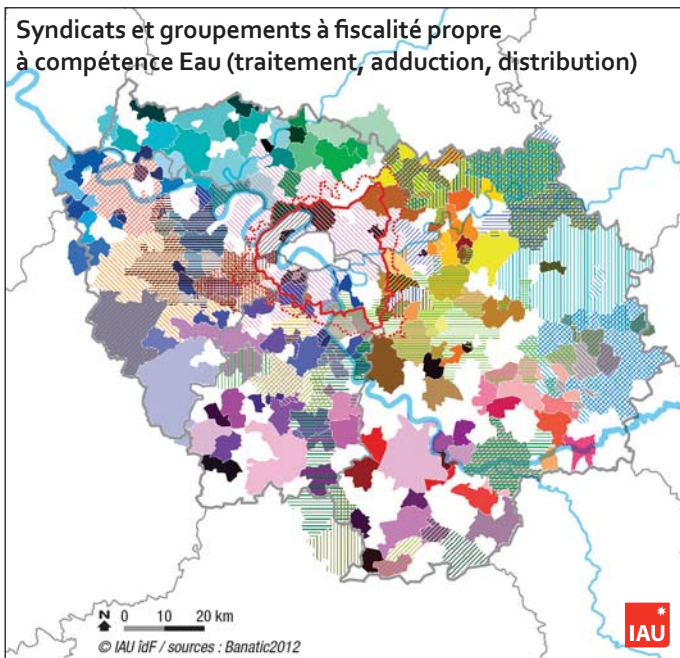 Syndicats et groupements à fiscalité propre
à compétence Eau (traitement, adduction, distribution)
N 0 10 20 km
© IAU îdF / sources : Banatic2012
IAU